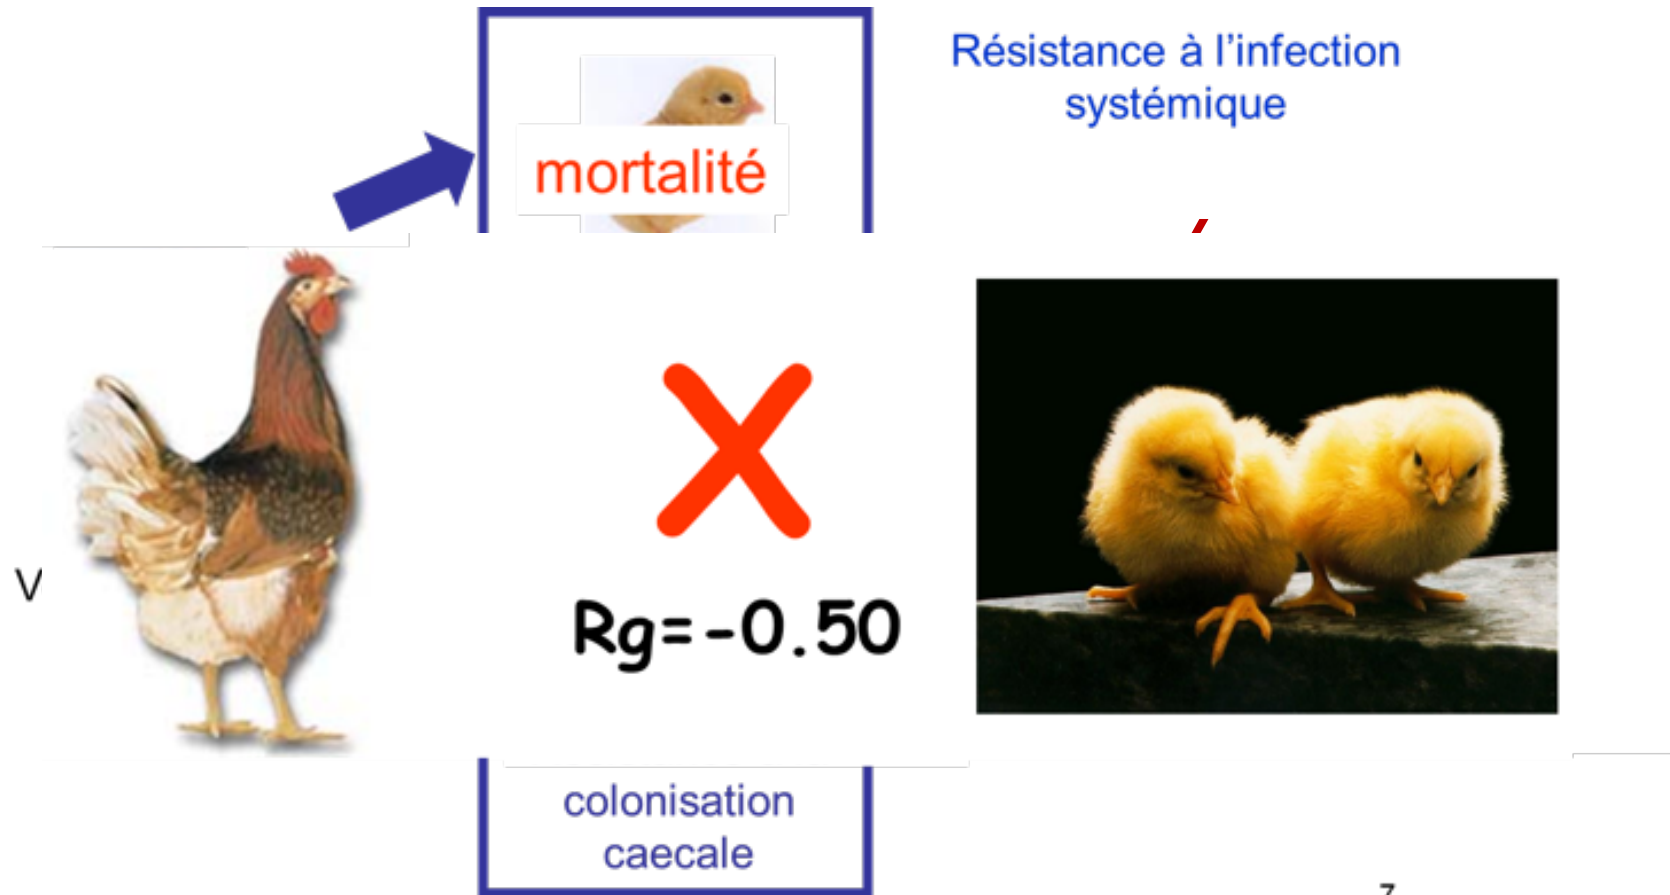 Résistance à l’infection
systémique
mortalité
V
Rg=-0.50
colonisation
caecale